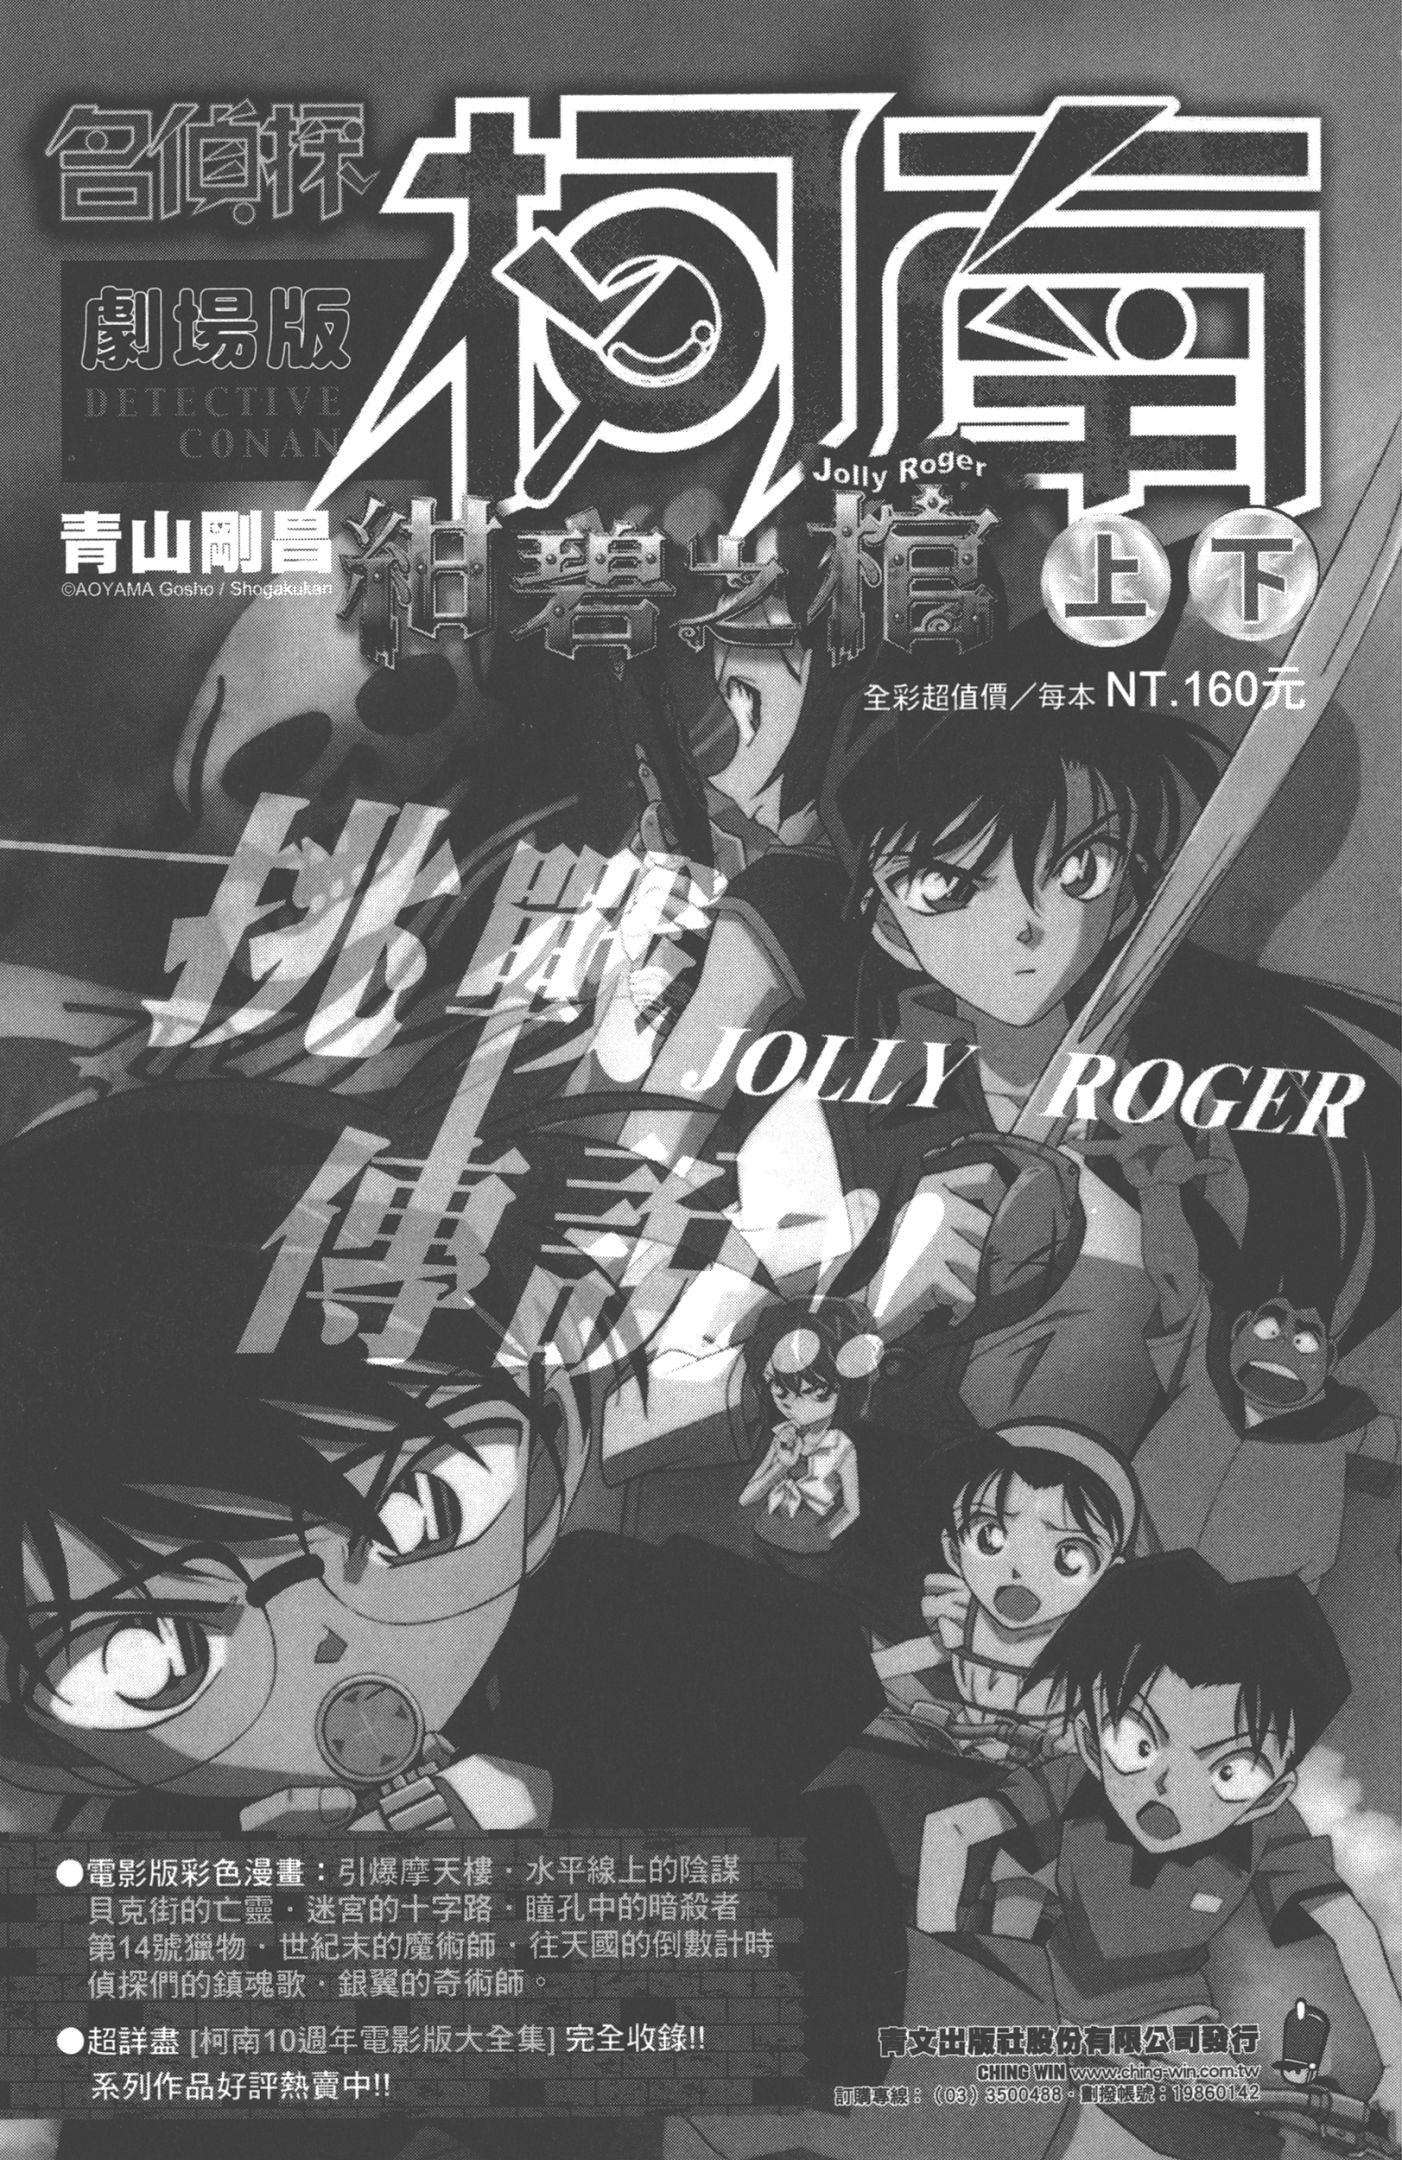 名偵探
柯南
劇場版
DETECTIVE
CONAN
Jolly Roger
青山剛昌
©AOYAMA Gosho / Shogakukan
紺碧之棺 上 下
全彩超值價／每本 NT.160元
挑戰
JOLLY ROGER
傳說
●電影版彩色漫畫：引爆摩天樓．水平線上的陰謀
貝克街的亡靈．迷宮的十字路．瞳孔中的暗殺者
第14號獵物．世紀末的魔術師．往天國的倒數計時
偵探們的鎮魂歌．銀翼的奇術師。
●超詳盡 [柯南10週年電影版大全集] 完全收錄!!
系列作品好評熱賣中!!
青文出版社股份有限公司發行
CHING WIN www.ching-win.com.tw
訂購專線：（03）3500488．劃撥帳號：19860142